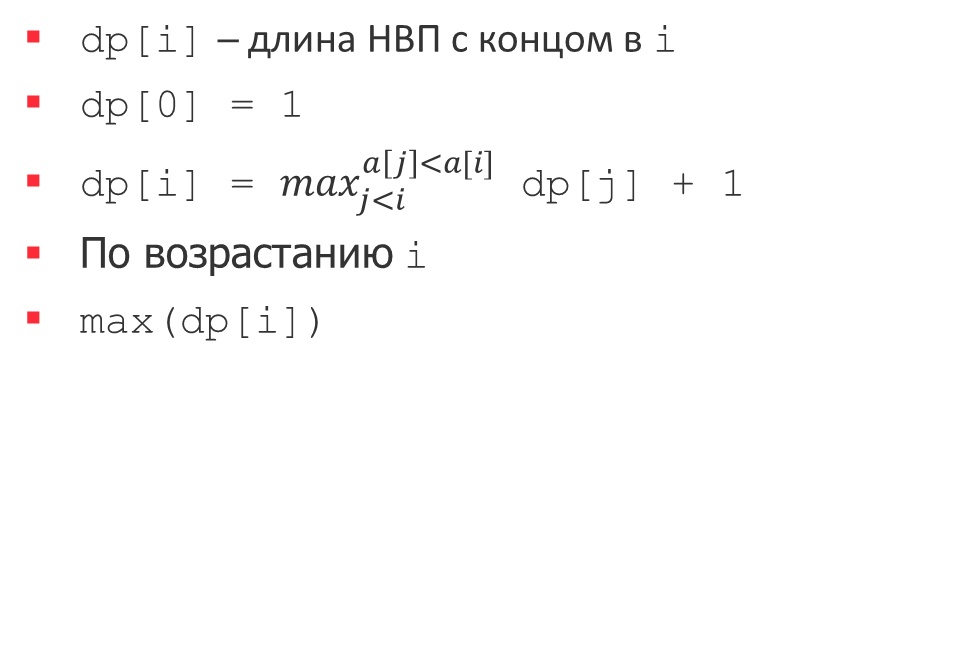 ▪ dp[i] – длина НВП с концом в i
▪ dp[0] = 1
▪ dp[i] = max_{j<i}^{a[j]<a[i]} dp[j] + 1
▪ По возрастанию i
▪ max(dp[i])